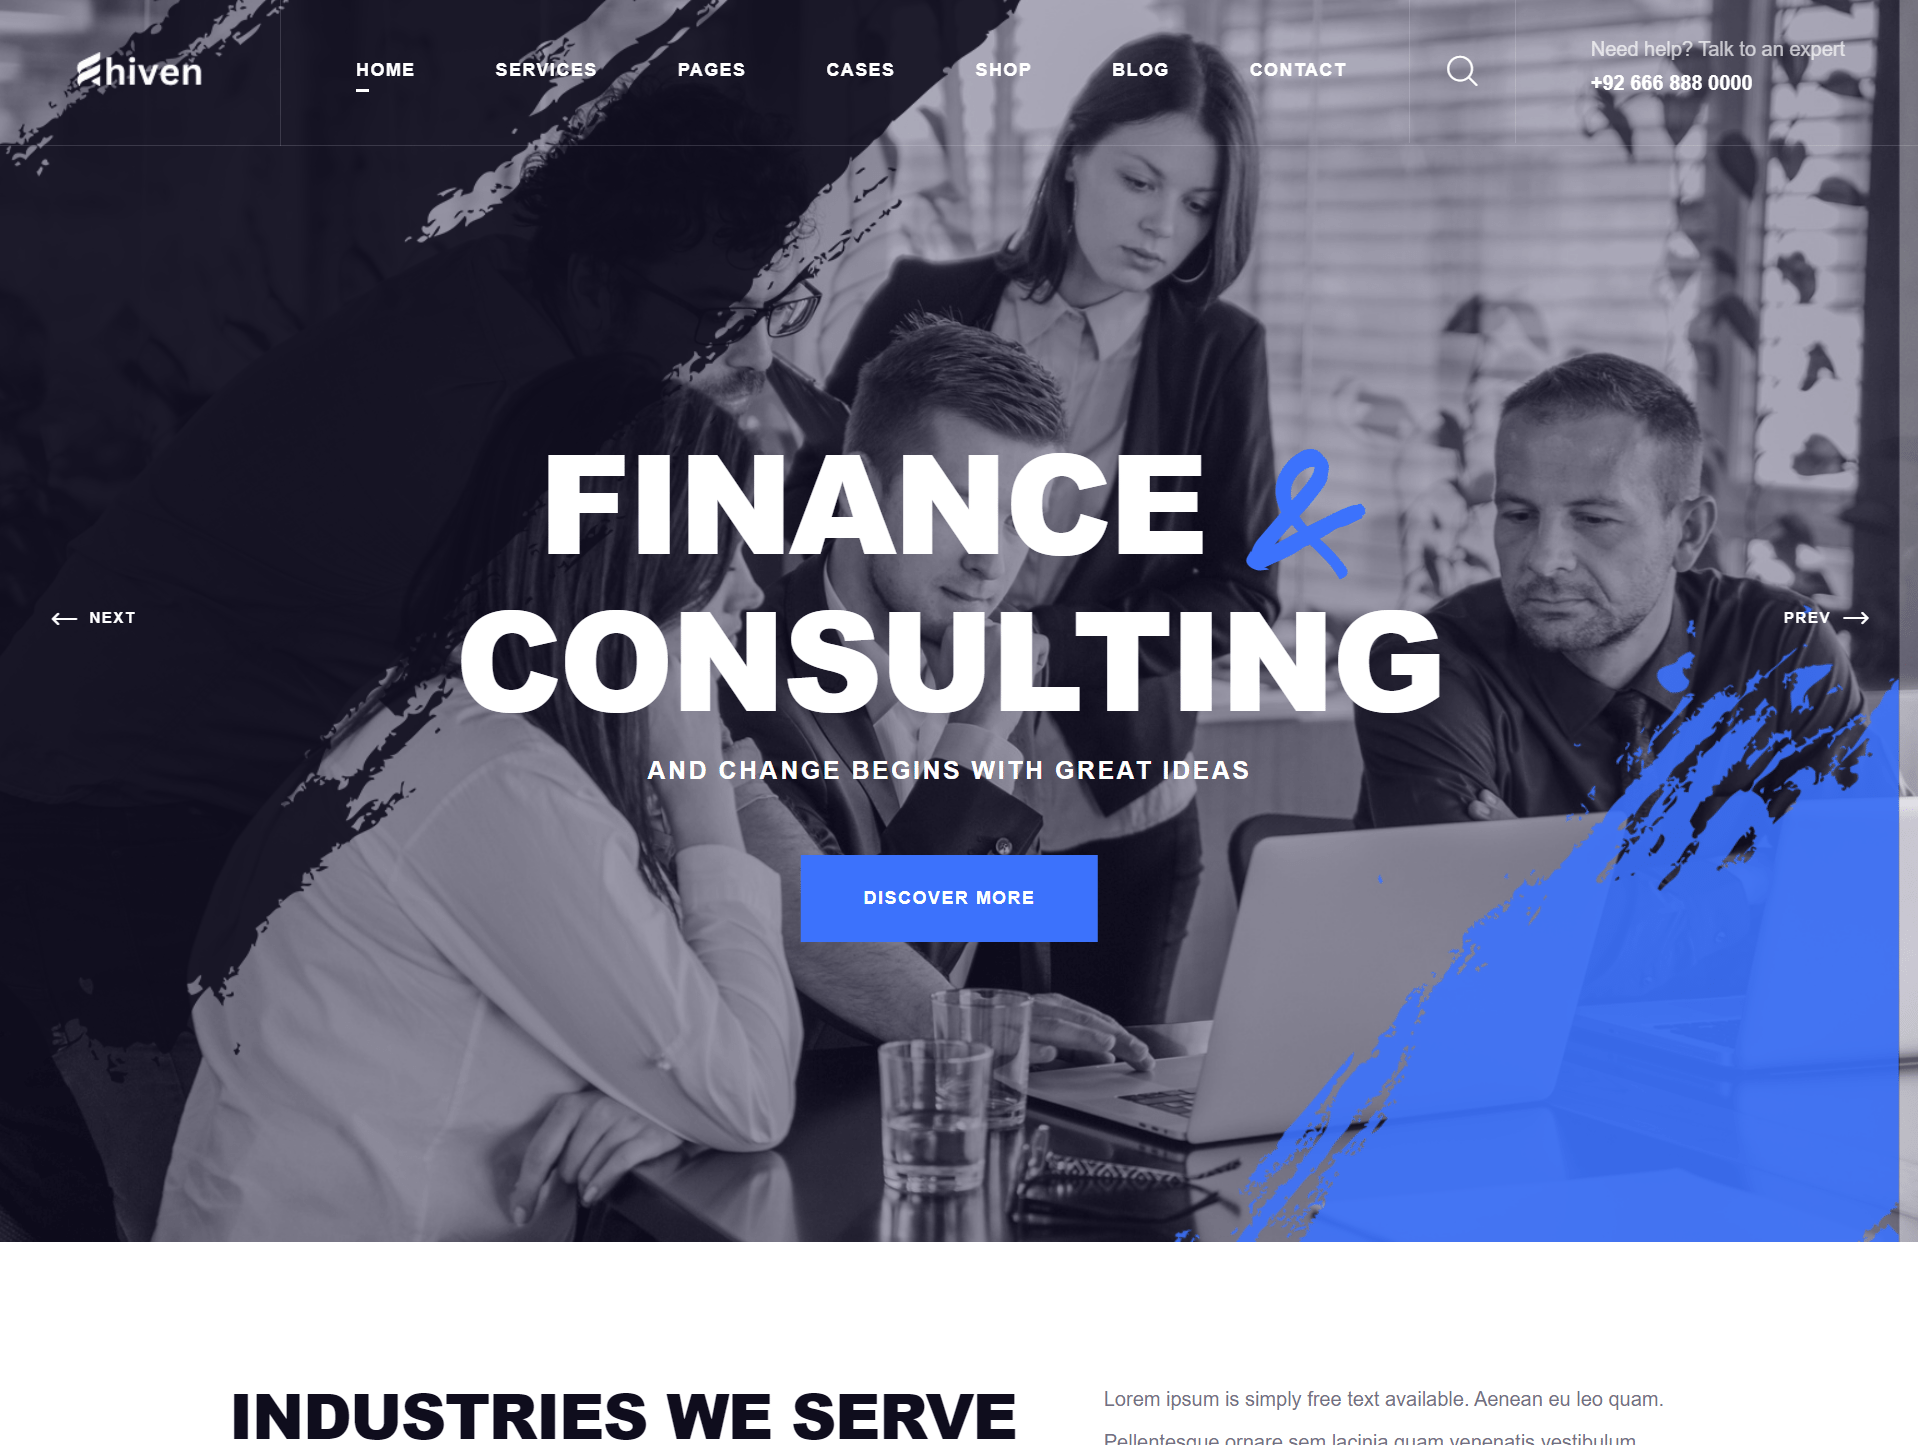 hiven
HOME SERVICES PAGES CASES SHOP BLOG CONTACT
Need help? Talk to an expert
+92 666 888 0000
FINANCE &
CONSULTING
NEXT
PREV
AND CHANGE BEGINS WITH GREAT IDEAS
DISCOVER MORE
INDUSTRIES WE SERVE
Lorem ipsum is simply free text available. Aenean eu leo quam.
Pellentesque ornare sem lacinia quam venenatis vestibulum.